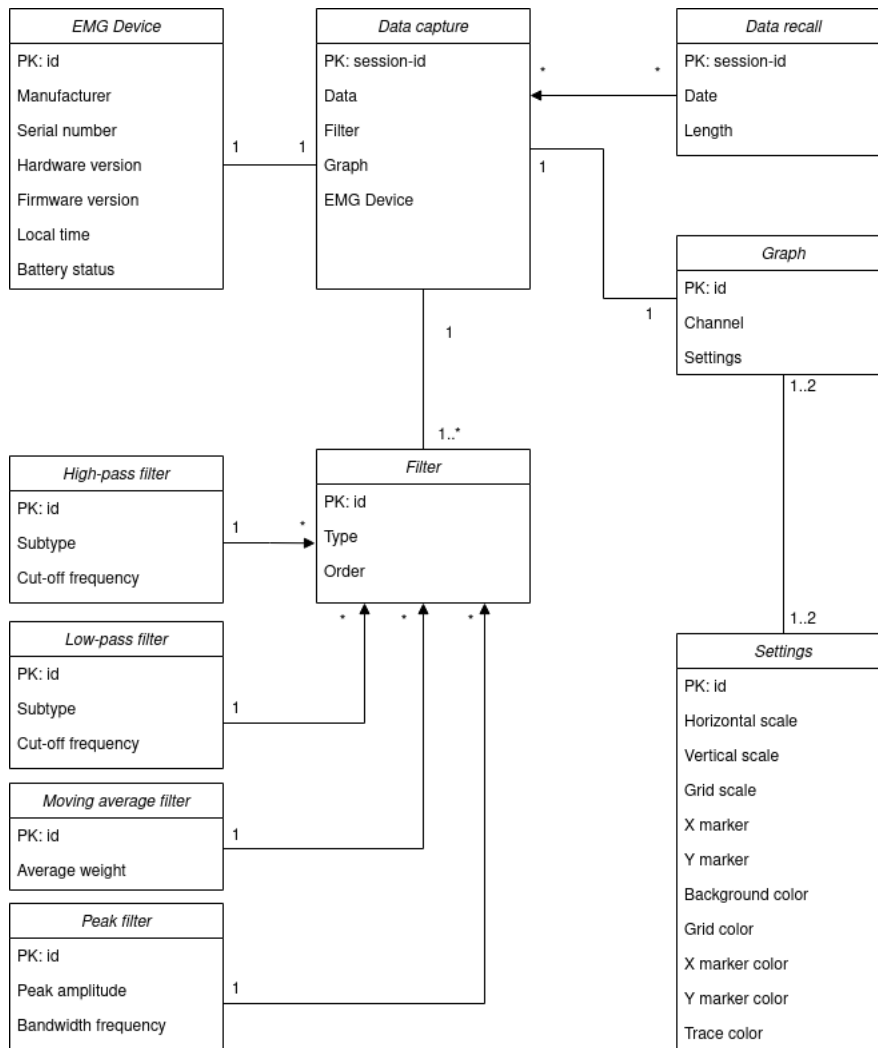 EMG Device
PK: id
Manufacturer
Serial number
Hardware version
Firmware version
Local time
Battery status
1
1
Data capture
PK: session-id
Data
Filter
Graph
EMG Device
*
*
Data recall
PK: session-id
Date
Length
1
1
Graph
PK: id
Channel
Settings
1..2
1
1..*
High-pass filter
PK: id
Subtype
Cut-off frequency
1
*
Filter
PK: id
Type
Order
*
*
*
Low-pass filter
PK: id
Subtype
Cut-off frequency
1
Moving average filter
PK: id
Average weight
1
Peak filter
PK: id
Peak amplitude
Bandwidth frequency
1
1..2
Settings
PK: id
Horizontal scale
Vertical scale
Grid scale
X marker
Y marker
Background color
Grid color
X marker color
Y marker color
Trace color